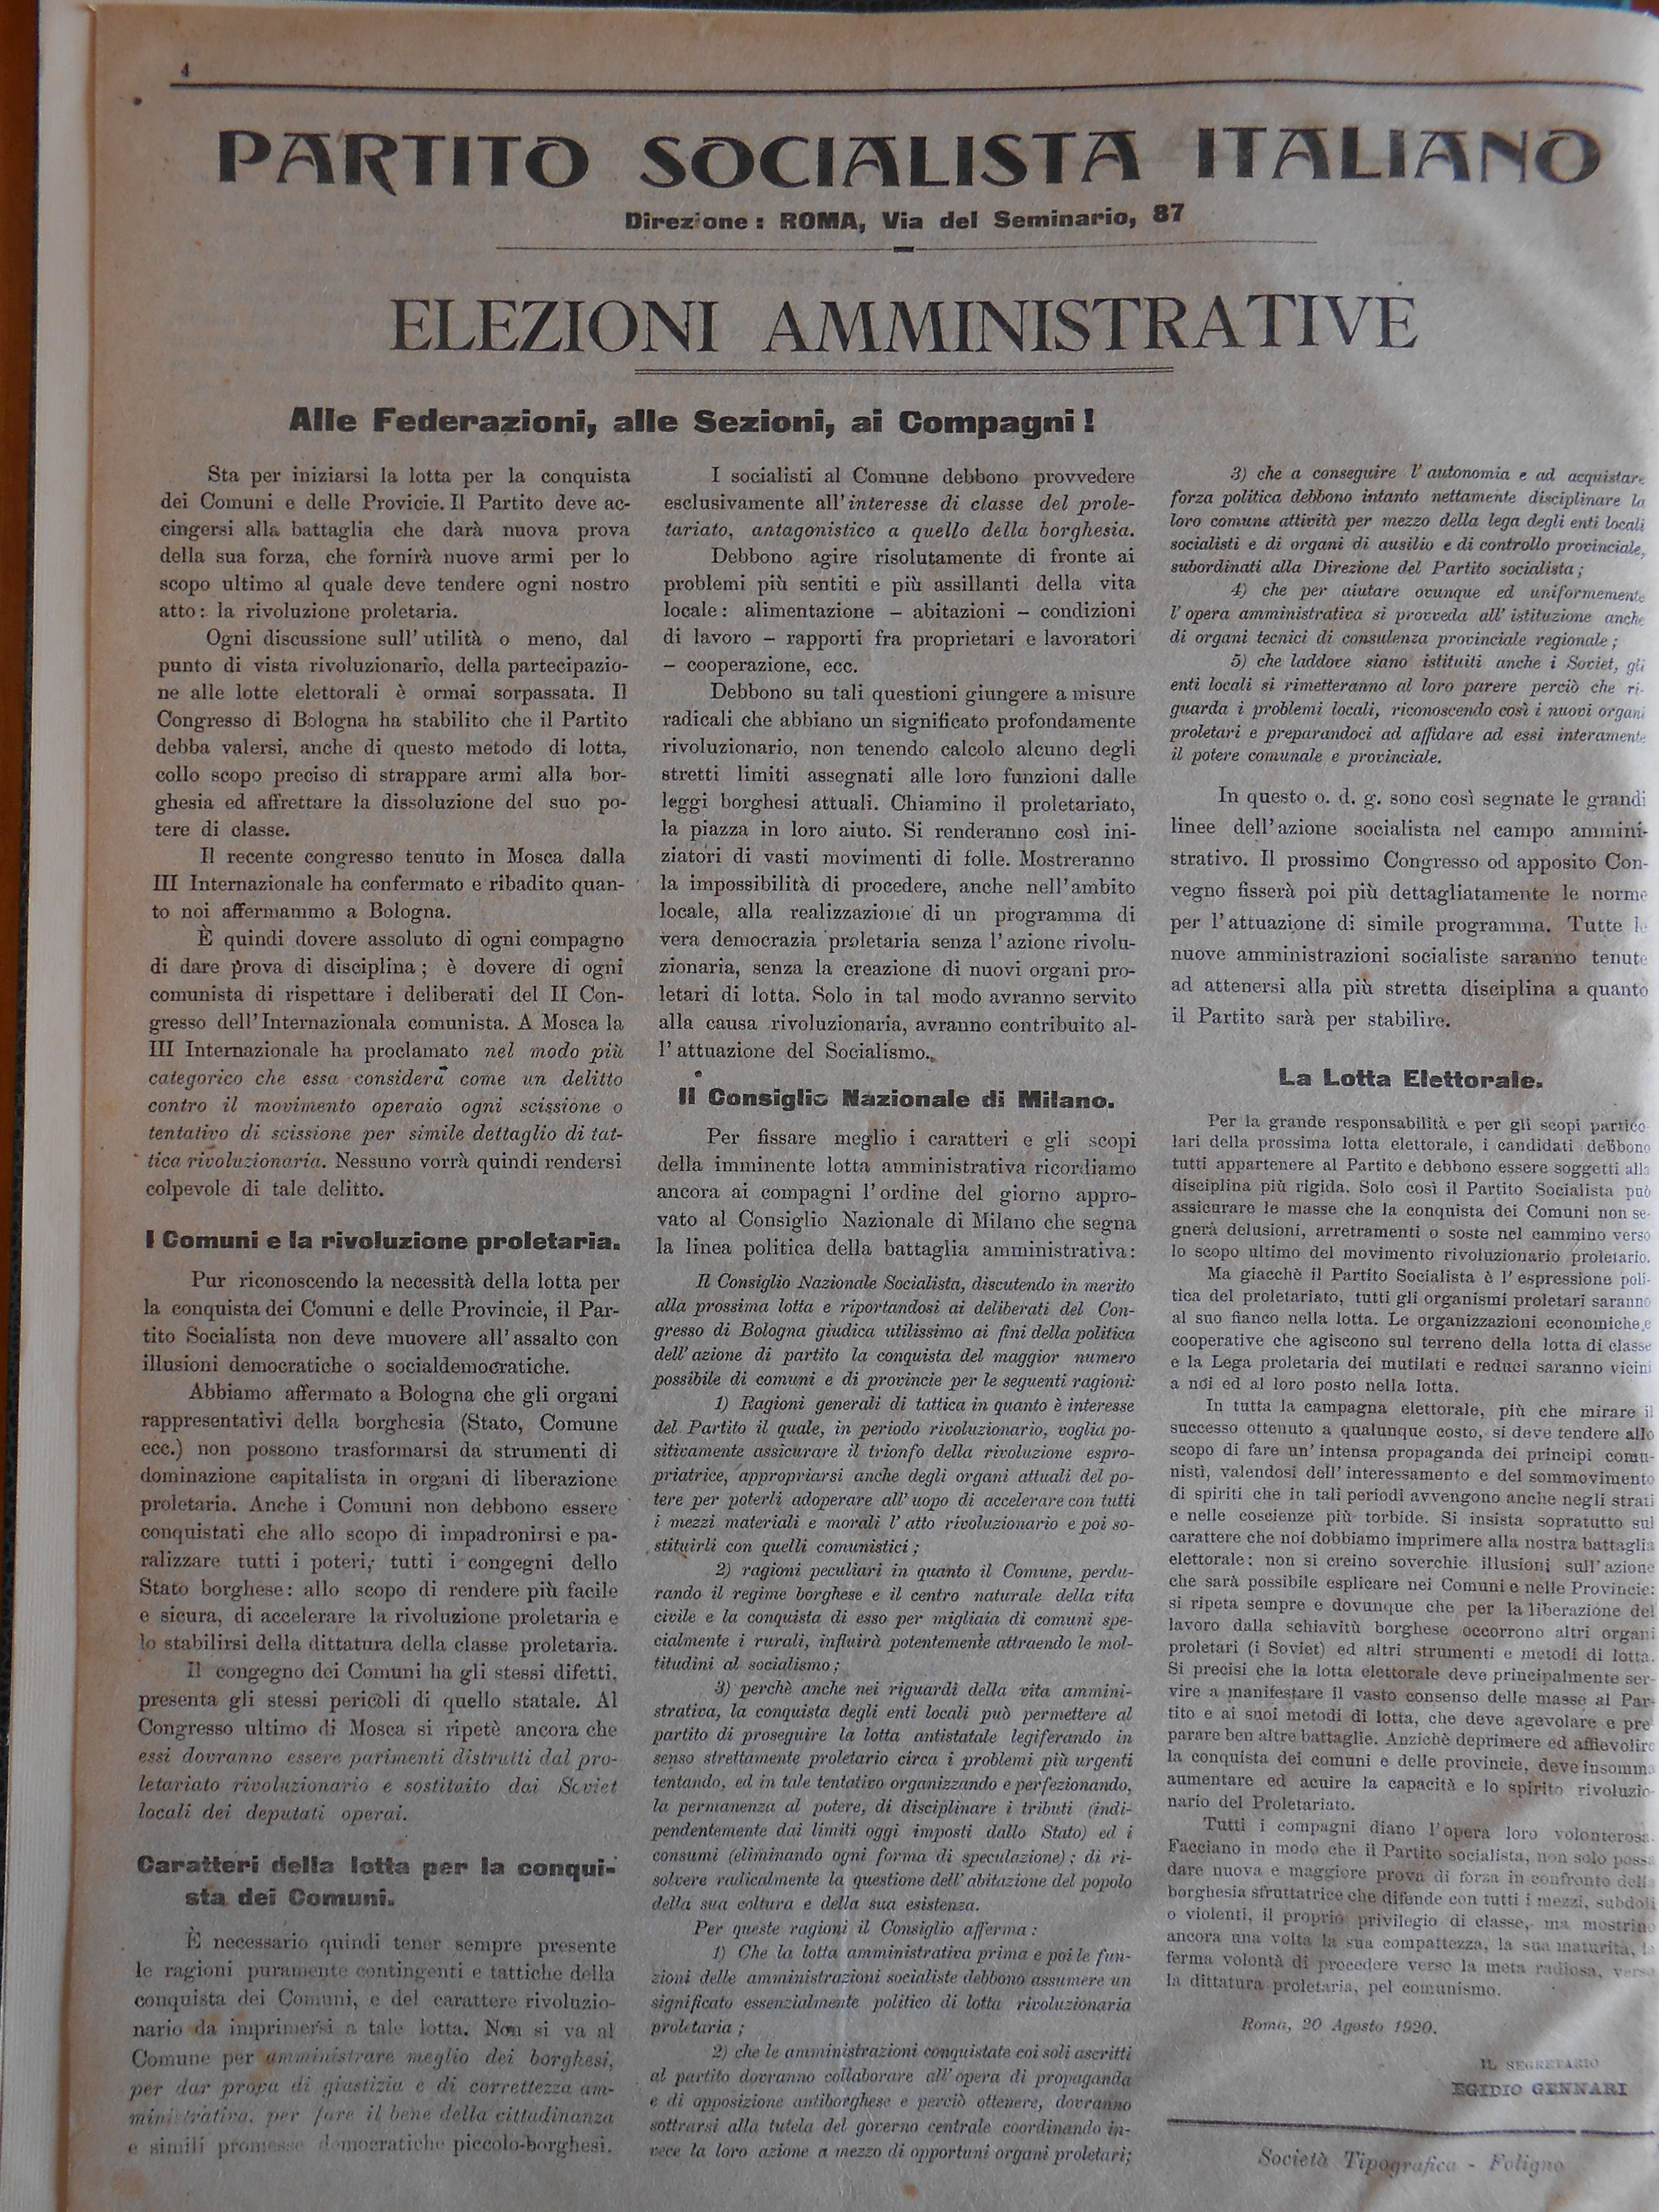 4
PARTITO SOCIALISTA ITALIANO
Direzione: ROMA, Via del Seminario, 87
ELEZIONI AMMINISTRATIVE
Alle Federazioni, alle Sezioni, ai Compagni!
Sta per iniziarsi la lotta per la conquista
dei Comuni e delle Provicie. Il Partito deve ac-
cingersi alla battaglia che darà nuova prova
della sua forza, che fornirà nuove armi per lo
scopo ultimo al quale deve tendere ogni nostro
atto: la rivoluzione proletaria.
Ogni discussione sull'utilità o meno, dal
punto di vista rivoluzionario, della partecipazio-
ne alle lotte elettorali è ormai sorpassata. Il
Congresso di Bologna ha stabilito che il Partito
debba valersi, anche di questo metodo di lotta,
collo scopo preciso di strappare armi alla bor-
ghesia ed affrettare la dissoluzione del suo po-
tere di classe.
Il recente congresso tenuto in Mosca dalla
III Internazionale ha confermato e ribadito quan-
to noi affermammo a Bologna.
È quindi dovere assoluto di ogni compagno
di dare prova di disciplina; è dovere di ogni
comunista di rispettare i deliberati del II Con-
gresso dell'Internazionala comunista. A Mosca la
III Internazionale ha proclamato nel modo più
categorico che essa considera come un delitto
contro il movimento operaio ogni scissione o
tentativo di scissione per simile dettaglio di tat-
tica rivoluzionaria. Nessuno vorrà quindi rendersi
colpevole di tale delitto.
I Comuni e la rivoluzione proletaria.
Pur riconoscendo la necessità della lotta per
la conquista dei Comuni e delle Provincie, il Par-
tito Socialista non deve muovere all'assalto con
illusioni democratiche o socialdemocratiche.
Abbiamo affermato a Bologna che gli organi
rappresentativi della borghesia (Stato, Comune
ecc.) non possono trasformarsi da strumenti di
dominazione capitalista in organi di liberazione
proletaria. Anche i Comuni non debbono essere
conquistati che allo scopo di impadronirsi e pa-
ralizzare tutti i poteri, tutti i congegni dello
Stato borghese: allo scopo di rendere più facile
e sicura, di accelerare la rivoluzione proletaria e
lo stabilirsi della dittatura della classe proletaria.
Il congegno dei Comuni ha gli stessi difetti,
presenta gli stessi pericoli di quello statale. Al
Congresso ultimo di Mosca si ripetè ancora che
essi dovranno essere parimenti distrutti dal pro-
letariato rivoluzionario e sostituito dai Soviet
locali dei deputati operai.
Caratteri della lotta per la conqui-
sta dei Comuni.
È necessario quindi tener sempre presente
le ragioni puramente contingenti e tattiche della
conquista dei Comuni, e del carattere rivoluzio-
nario da imprimersi a tale lotta. Non si va al
Comune per amministrare meglio dei borghesi,
per dar prova di giustizia e di correttezza am-
ministrativa, per fare il bene della cittadinanza
e simili promesse democratiche piccolo-borghesi.
I socialisti al Comune debbono provvedere
esclusivamente all'interesse di classe del prole-
tariato, antagonistico a quello della borghesia.
Debbono agire risolutamente di fronte ai
problemi più sentiti e più assillanti della vita
locale: alimentazione – abitazioni – condizioni
di lavoro – rapporti fra proprietari e lavoratori
– cooperazione, ecc.
Debbono su tali questioni giungere a misure
radicali che abbiano un significato profondamente
rivoluzionario, non tenendo calcolo alcuno degli
stretti limiti assegnati alle loro funzioni dalle
leggi borghesi attuali. Chiamino il proletariato,
la piazza in loro aiuto. Si renderanno così ini-
ziatori di vasti movimenti di folle. Mostreranno
la impossibilità di procedere, anche nell'ambito
locale, alla realizzazione di un programma di
vera democrazia proletaria senza l'azione rivolu-
zionaria, senza la creazione di nuovi organi pro-
letari di lotta. Solo in tal modo avranno servito
alla causa rivoluzionaria, avranno contribuito al-
l'attuazione del Socialismo.
Il Consiglio Nazionale di Milano.
Per fissare meglio i caratteri e gli scopi
della imminente lotta amministrativa ricordiamo
ancora ai compagni l'ordine del giorno appro-
vato al Consiglio Nazionale di Milano che segna
la linea politica della battaglia amministrativa:
Il Consiglio Nazionale Socialista, discutendo in merito
alla prossima lotta e riportandosi ai deliberati del Con-
gresso di Bologna giudica utilissimo ai fini della politica
dell'azione di partito la conquista del maggior numero
possibile di comuni e di provincie per le seguenti ragioni:
1) Ragioni generali di tattica in quanto è interesse
del Partito il quale, in periodo rivoluzionario, voglia po-
sitivamente assicurare il trionfo della rivoluzione espro-
priatrice, appropriarsi anche degli organi attuali del po-
tere per poterli adoperare all'uopo di accelerare con tutti
i mezzi materiali e morali l'atto rivoluzionario e poi so-
stituirli con quelli comunistici;
2) ragioni peculiari in quanto il Comune, perdu-
rando il regime borghese e il centro naturale della vita
civile e la conquista di esso per migliaia di comuni spe-
cialmente i rurali, influirà potentemente attraendo le mol-
titudini al socialismo;
3) perchè anche nei riguardi della vita ammini-
strativa, la conquista degli enti locali può permettere al
partito di proseguire la lotta antistatale legiferando in
senso strettamente proletario circa i problemi più urgenti
tentando, ed in tale tentativo organizzando e perfezionando,
la permanenza al potere, di disciplinare i tributi (indi-
pendentemente dai limiti oggi imposti dallo Stato) ed i
consumi (eliminando ogni forma di speculazione); di ri-
solvere radicalmente la questione dell'abitazione del popolo
della sua coltura e della sua esistenza.
Per queste ragioni il Consiglio afferma:
1) Che la lotta amministrativa prima e poi le fun-
zioni delle amministrazioni socialiste debbono assumere un
significato essenzialmente politico di lotta rivoluzionaria
proletaria;
2) che le amministrazioni conquistate coi soli ascritti
al partito dovranno collaborare all'opera di propaganda
e di opposizione antiborghese e perciò ottenere, dovranno
sottrarsi alla tutela del governo centrale coordinando in-
vece la loro azione a mezzo di opportuni organi proletari;
3) che a conseguire l'autonomia e ad acquistare
forza politica debbono intanto nettamente disciplinare la
loro comune attività per mezzo della lega degli enti locali
socialisti e di organi di ausilio e di controllo provinciale,
subordinati alla Direzione del Partito socialista;
4) che per aiutare ovunque ed uniformemente
l'opera amministrativa si provveda all'istituzione anche
di organi tecnici di consulenza provinciale regionale;
5) che laddove siano istituiti anche i Soviet, gli
enti locali si rimetteranno al loro parere perciò che ri-
guarda i problemi locali, riconoscendo così i nuovi organi
proletari e preparandoci ad affidare ad essi interamente
il potere comunale e provinciale.
In questo o. d. g. sono così segnate le grandi
linee dell'azione socialista nel campo ammini-
strativo. Il prossimo Congresso od apposito Con-
vegno fisserà poi più dettagliatamente le norme
per l'attuazione di simile programma. Tutte le
nuove amministrazioni socialiste saranno tenute
ad attenersi alla più stretta disciplina a quanto
il Partito sarà per stabilire.
La Lotta Elettorale.
Per la grande responsabilità e per gli scopi partico-
lari della prossima lotta elettorale, i candidati debbono
tutti appartenere al Partito e debbono essere soggetti alla
disciplina più rigida. Solo così il Partito Socialista può
assicurare le masse che la conquista dei Comuni non se-
gnerà delusioni, arretramenti o soste nel cammino verso
lo scopo ultimo del movimento rivoluzionario proletario.
Ma giacchè il Partito Socialista è l'espressione poli-
tica del proletariato, tutti gli organismi proletari saranno
al suo fianco nella lotta. Le organizzazioni economiche e
cooperative che agiscono sul terreno della lotta di classe
e la Lega proletaria dei mutilati e reduci saranno vicini
a noi ed al loro posto nella lotta.
In tutta la campagna elettorale, più che mirare il
successo ottenuto a qualunque costo, si deve tendere allo
scopo di fare un'intensa propaganda dei principi comu-
nisti, valendosi dell'interessamento e del sommovimento
di spiriti che in tali periodi avvengono anche negli strati
e nelle coscienze più torbide. Si insista sopratutto sul
carattere che noi dobbiamo imprimere alla nostra battaglia
elettorale: non si creino soverchie illusioni sull'azione
che sarà possibile esplicare nei Comuni e nelle Provincie:
si ripeta sempre e dovunque che per la liberazione del
lavoro dalla schiavitù borghese occorrono altri organi
proletari (i Soviet) ed altri strumenti e metodi di lotta.
Si precisi che la lotta elettorale deve principalmente ser-
vire a manifestare il vasto consenso delle masse al Par-
tito e ai suoi metodi di lotta, che deve agevolare e pre
parare ben altre battaglie. Anzichè deprimere ed affievolire
la conquista dei comuni e delle provincie, deve insomma
aumentare ed acuire la capacità e lo spirito rivoluzio-
nario del Proletariato.
Tutti i compagni diano l'opera loro volonterosa.
Facciano in modo che il Partito socialista, non solo possa
dare nuova e maggiore prova di forza in confronto della
borghesia sfruttatrice che difende con tutti i mezzi, subdoli
o violenti, il proprio privilegio di classe, ma mostrino
ancora una volta la sua compattezza, la sua maturità, la
ferma volontà di procedere verso la meta radiosa, verso
la dittatura proletaria, pel comunismo.
Roma, 20 Agosto 1920.
IL SEGRETARIO
EGIDIO GENNARI
Società Tipografica - Foligno